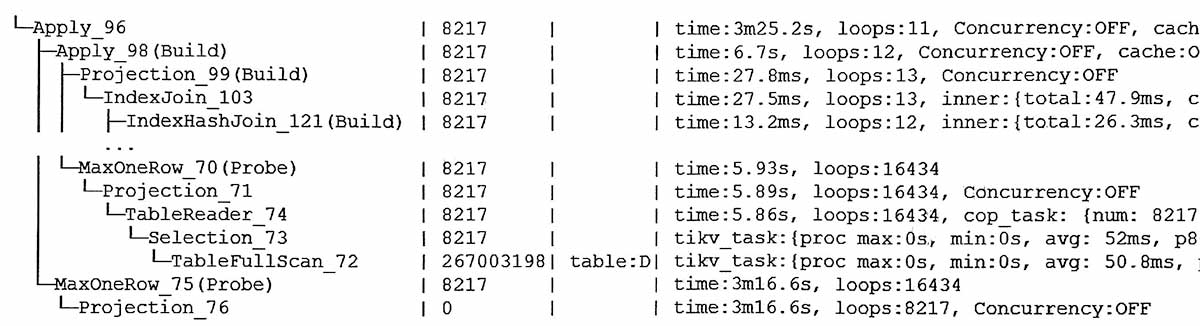 └─Apply_96 | 8217 | | time:3m25.2s, loops:11, Concurrency:OFF, cach
├─Apply_98(Build) | 8217 | | time:6.7s, loops:12, Concurrency:OFF, cache:O
│ ├─Projection_99(Build) | 8217 | | time:27.8ms, loops:13, Concurrency:OFF
│ │ └─IndexJoin_103 | 8217 | | time:27.5ms, loops:13, inner:{total:47.9ms, c
│ │ ├─IndexHashJoin_121(Build) | 8217 | | time:13.2ms, loops:12, inner:{total:26.3ms, c
...
│ └─MaxOneRow_70(Probe) | 8217 | | time:5.93s, loops:16434
│ └─Projection_71 | 8217 | | time:5.89s, loops:16434, Concurrency:OFF
│ └─TableReader_74 | 8217 | | time:5.86s, loops:16434, cop_task: {num: 8217
│ └─Selection_73 | 8217 | | tikv_task:{proc max:0s, min:0s, avg: 52ms, p8
│ └─TableFullScan_72 | 267003198| table:D| tikv_task:{proc max:0s, min:0s, avg: 50.8ms,
└─MaxOneRow_75(Probe) | 8217 | | time:3m16.6s, loops:16434
└─Projection_76 | 0 | | time:3m16.6s, loops:8217, Concurrency:OFF